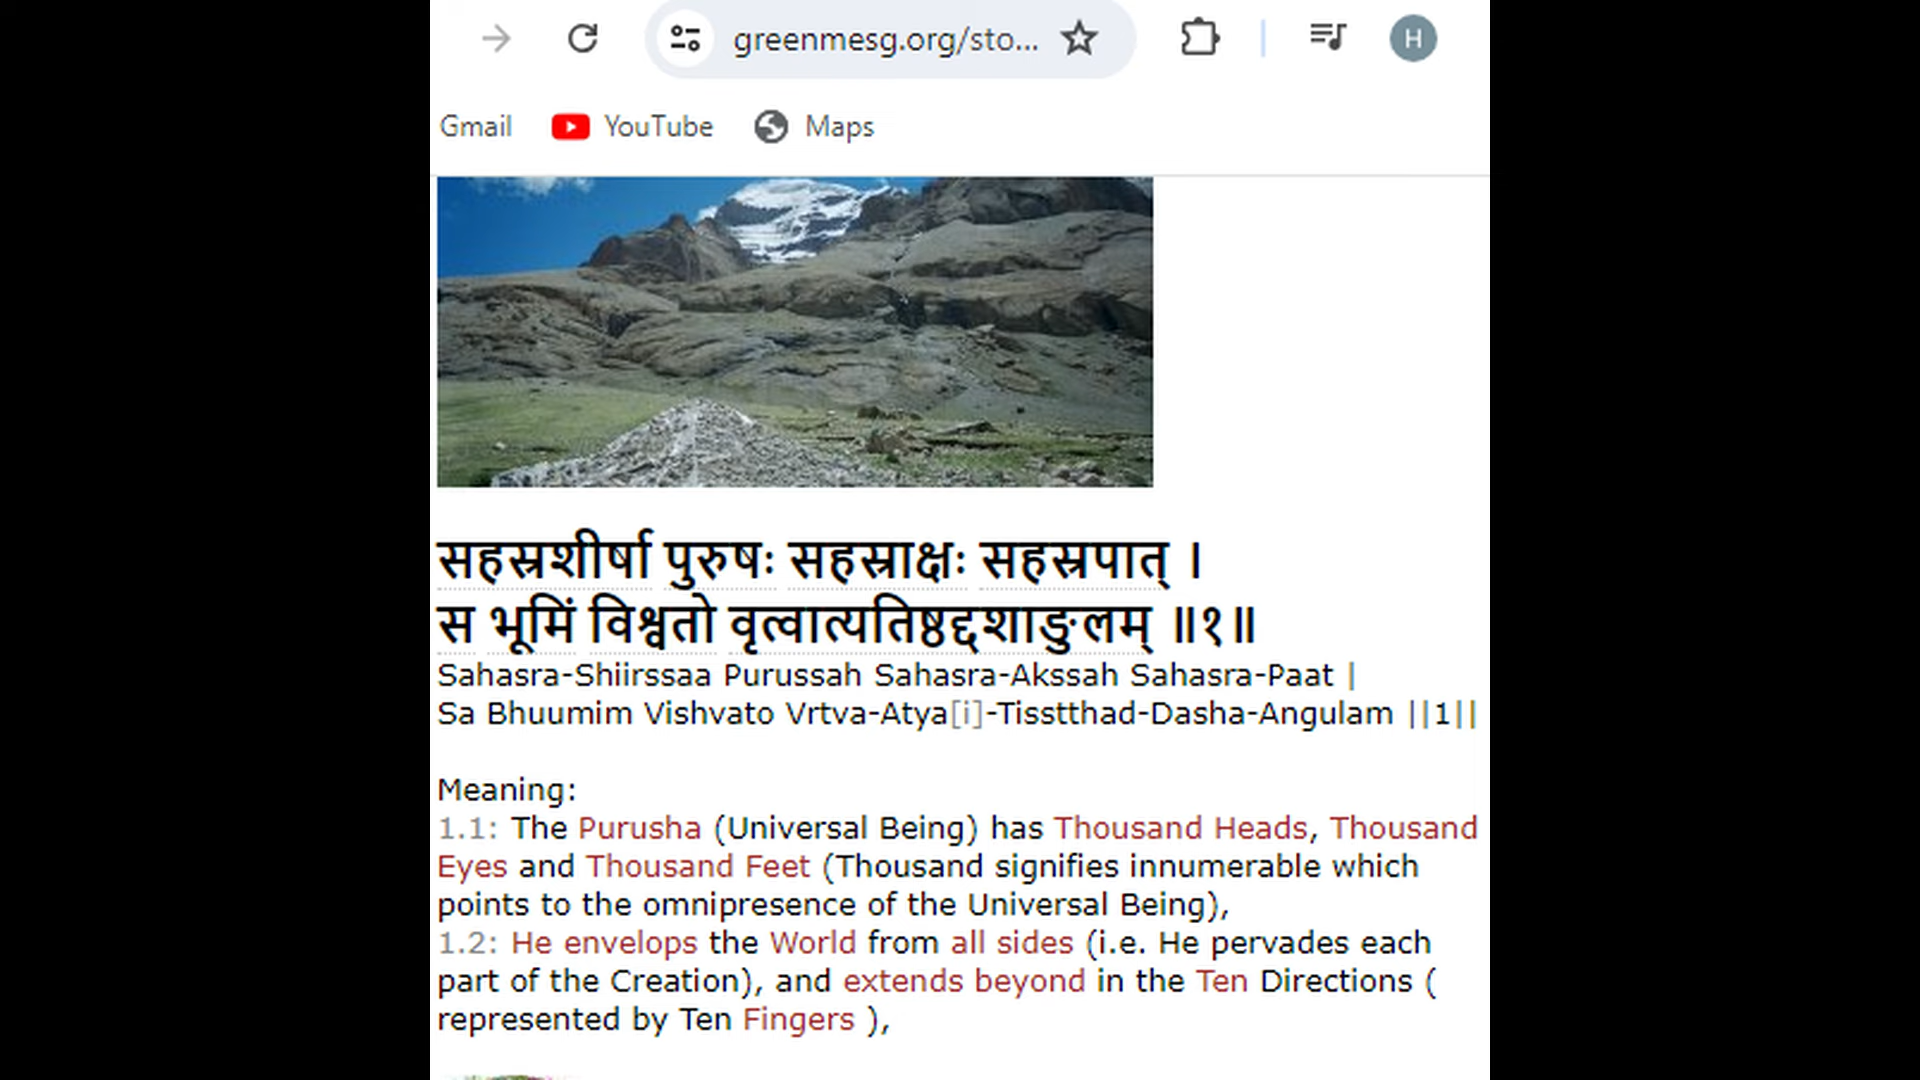 greenmesg.org/sto...
H
Gmail YouTube Maps
सहस्रशीर्षा पुरुषः सहस्राक्षः सहस्रपात् ।
स भूमिं विश्वतो वृत्वात्यतिष्ठद्दशाङुलम् ॥१॥
Sahasra-Shiirssaa Purussah Sahasra-Akssah Sahasra-Paat |
Sa Bhuumim Vishvato Vrtva-Atya[i]-Tisstthad-Dasha-Angulam ||1||
Meaning:
1.1: The Purusha (Universal Being) has Thousand Heads, Thousand
Eyes and Thousand Feet (Thousand signifies innumerable which
points to the omnipresence of the Universal Being),
1.2: He envelops the World from all sides (i.e. He pervades each
part of the Creation), and extends beyond in the Ten Directions (
represented by Ten Fingers ),